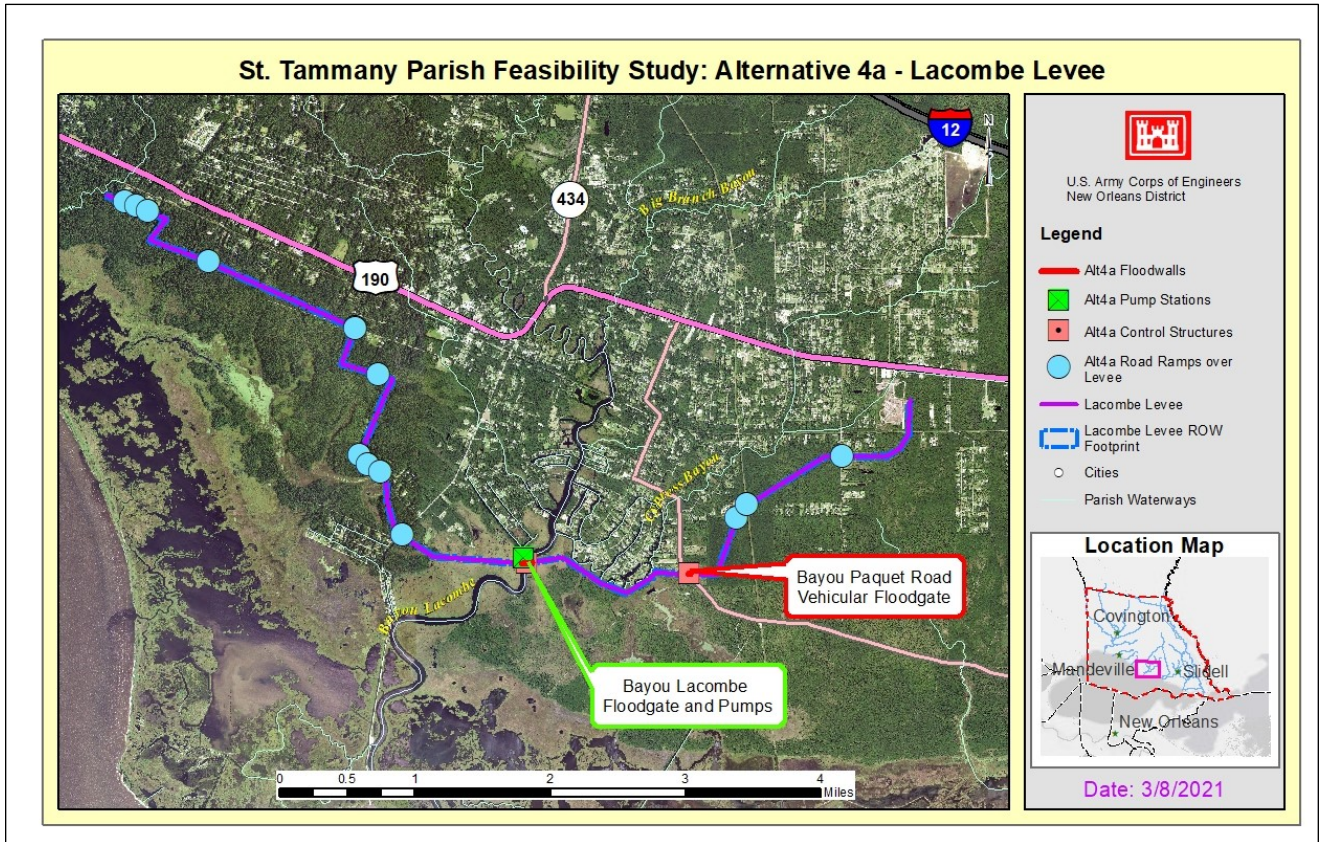 St. Tammany Parish Feasibility Study: Alternative 4a - Lacombe Levee
12
N
434
Big Branch Bayou
190
Cypress Bayou
Bayou Lacombe
Bayou Paquet Road
Vehicular Floodgate
Bayou Lacombe
Floodgate and Pumps
0 0.5 1 2 3 4
Miles
U.S. Army Corps of Engineers
New Orleans District
Legend
Alt4a Floodwalls
Alt4a Pump Stations
Alt4a Control Structures
Alt4a Road Ramps over
Levee
Lacombe Levee
Lacombe Levee ROW
Footprint
Cities
Parish Waterways
Location Map
Covington
Mandeville
Slidell
New Orleans
Date: 3/8/2021